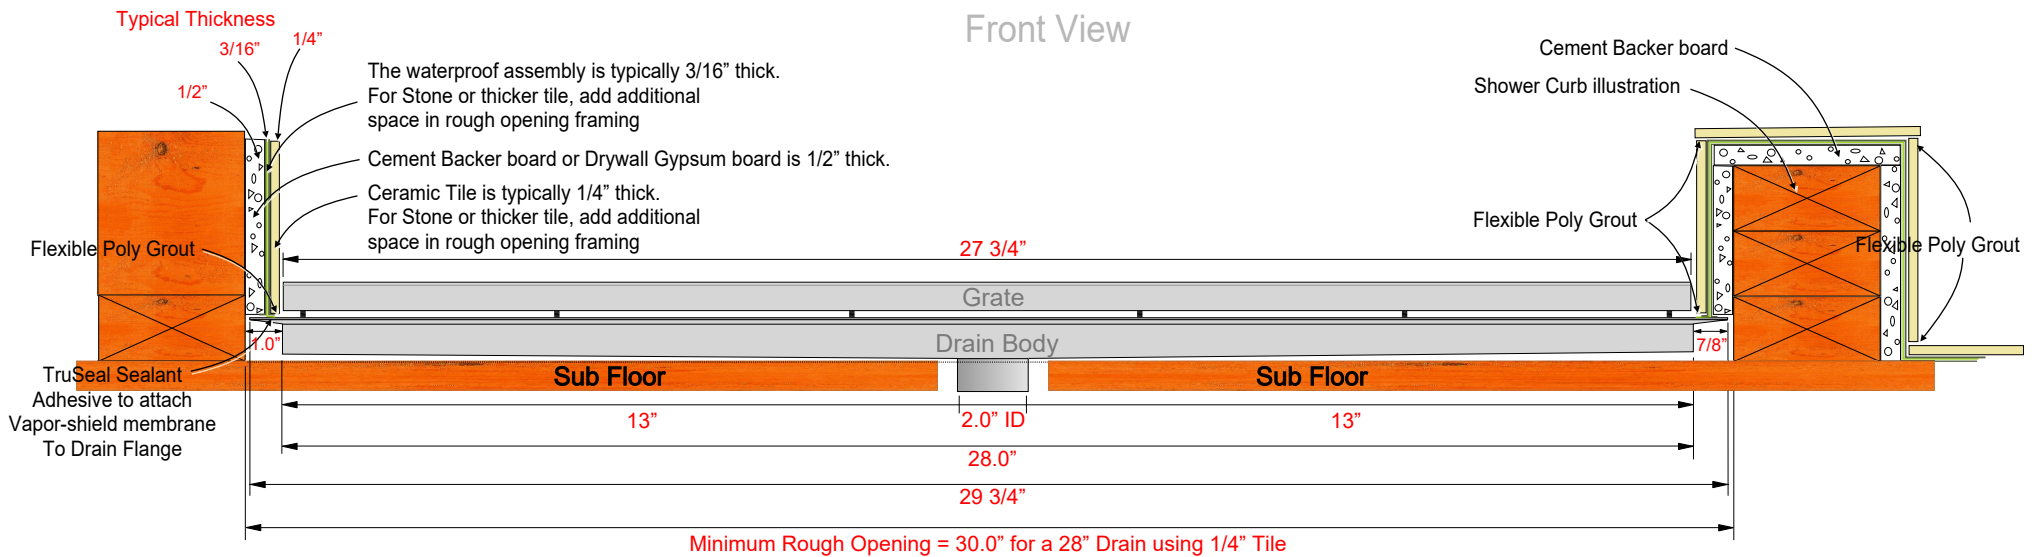 Front View
Typical Thickness
3/16”
1/4”
1/2”
The waterproof assembly is typically 3/16” thick.
For Stone or thicker tile, add additional
space in rough opening framing
Cement Backer board or Drywall Gypsum board is 1/2” thick.
Ceramic Tile is typically 1/4” thick.
For Stone or thicker tile, add additional
space in rough opening framing
Flexible Poly Grout
Cement Backer board
Shower Curb illustration
Flexible Poly Grout
Flexible Poly Grout
27 3/4”
Grate
1.0”
Drain Body
7/8”
TruSeal Sealant
Adhesive to attach
Vapor-shield membrane
To Drain Flange
Sub Floor
Sub Floor
13”
2.0” ID
13”
28.0”
29 3/4”
Minimum Rough Opening = 30.0” for a 28” Drain using 1/4” Tile